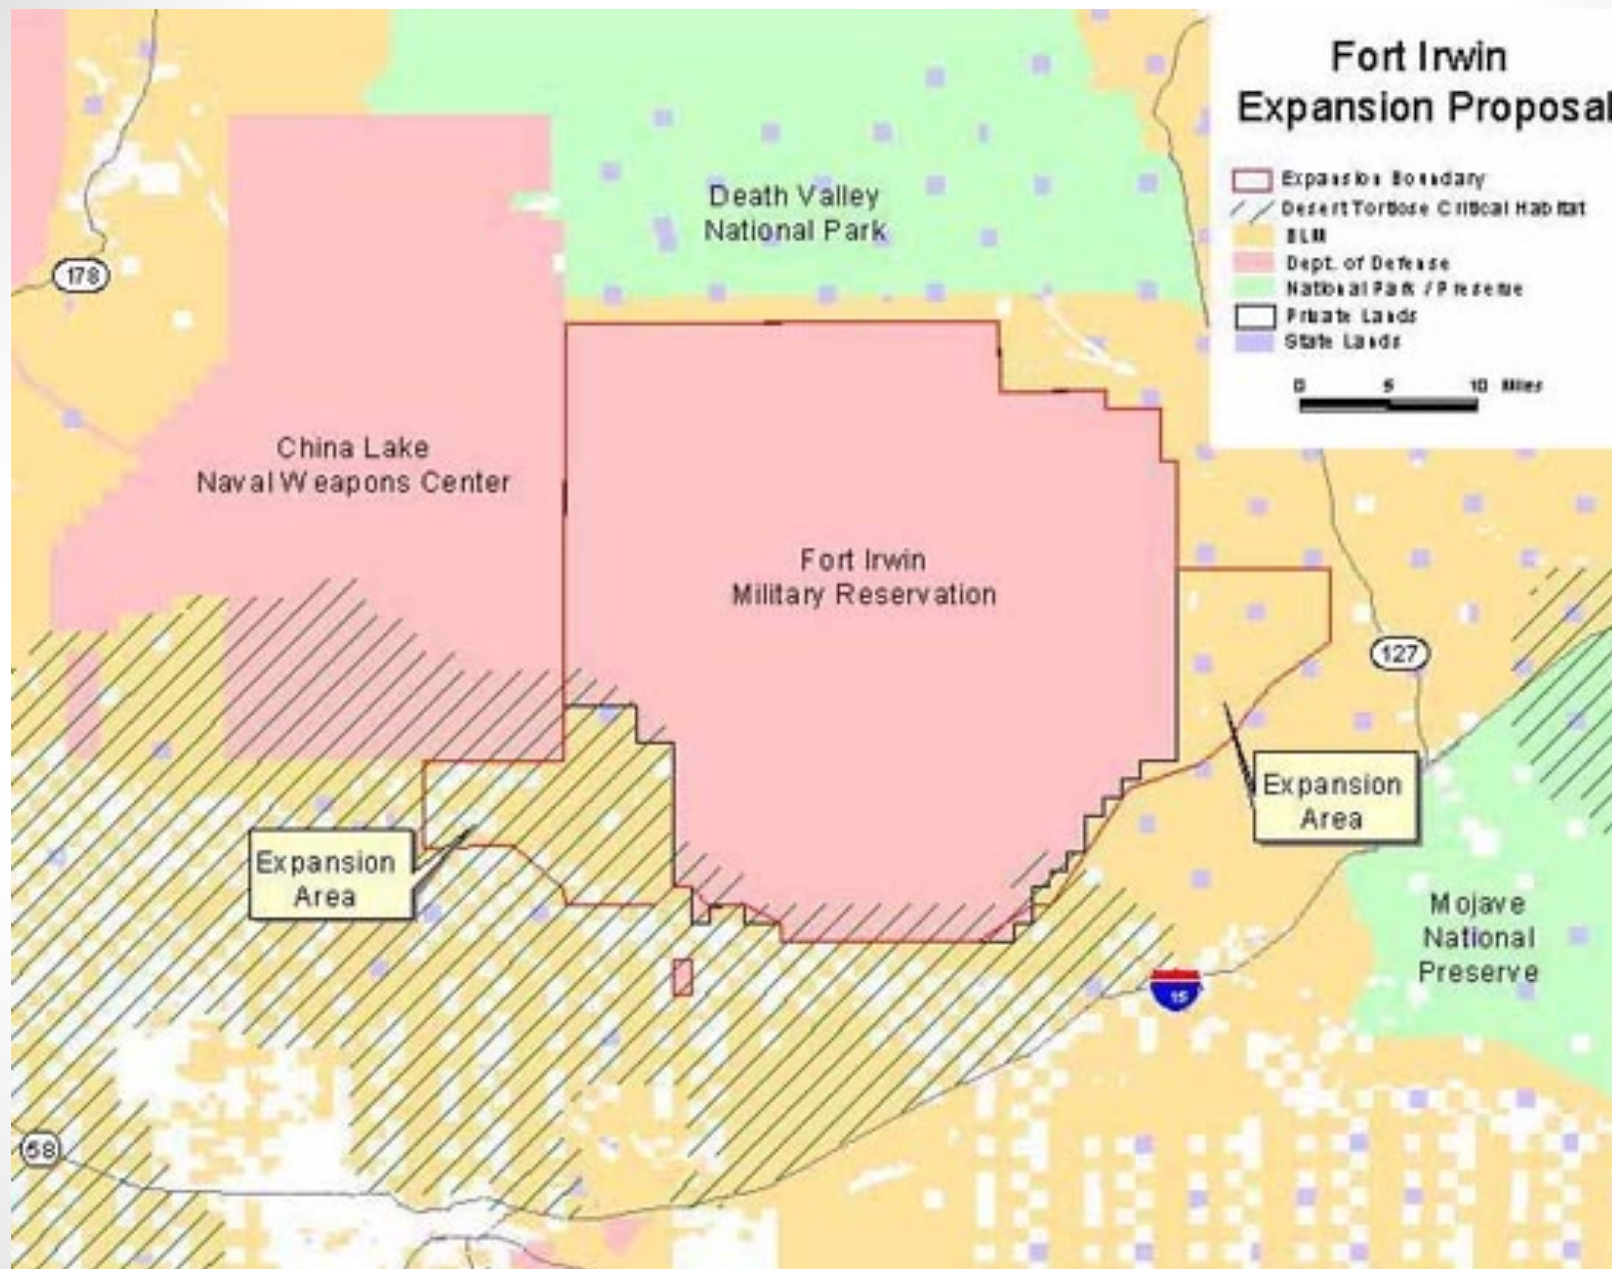 Fort Irwin
Expansion Proposal
Expansion Boundary
Desert Tortiose Critical Habitat
BLM
Dept. of Defense
National Park / Preserve
Private Lands
State Lands
0 5 10 Miles
Death Valley
National Park
178
China Lake
Naval Weapons Center
Fort Irwin
Military Reservation
127
Expansion
Area
Expansion
Area
Mojave
National
Preserve
15
58